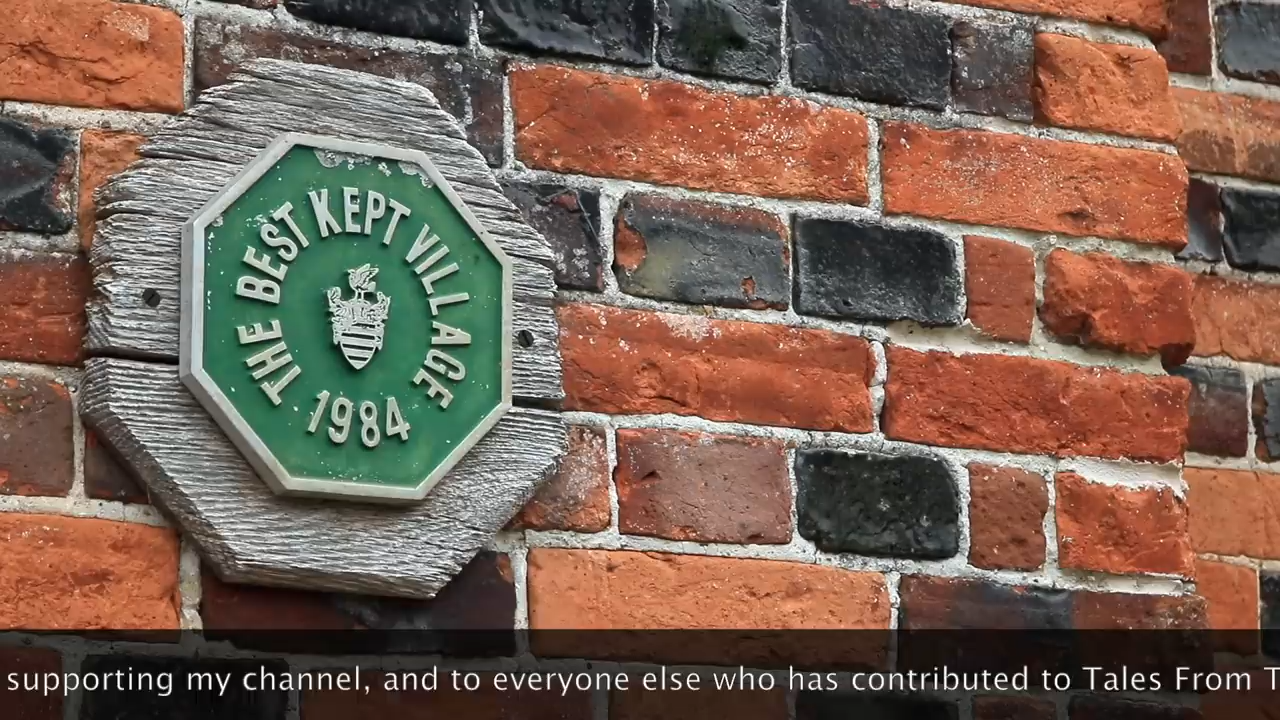 THE BEST KEPT VILLAGE
1984
supporting my channel, and to everyone else who has contributed to Tales From T